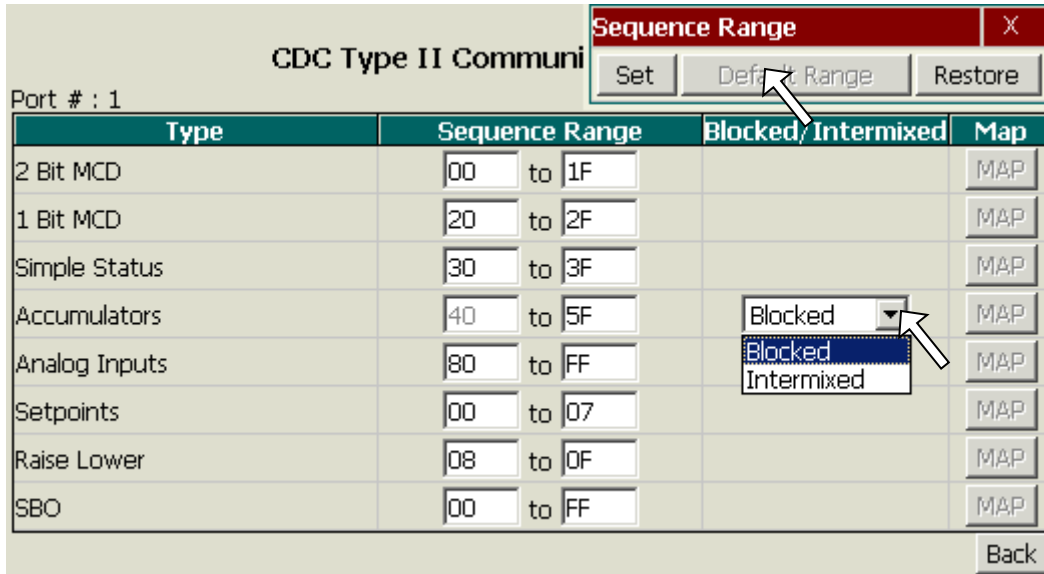 Sequence Range X
CDC Type II Communi
Set Default Range Restore
Port # : 1
Type Sequence Range Blocked/Intermixed Map
2 Bit MCD 00 to 1F MAP
1 Bit MCD 20 to 2F MAP
Simple Status 30 to 3F MAP
Accumulators 40 to 5F Blocked MAP
Blocked
Analog Inputs 80 to FF MAP
Intermixed
Setpoints 00 to 07 MAP
Raise Lower 08 to 0F MAP
SBO 00 to FF MAP
Back